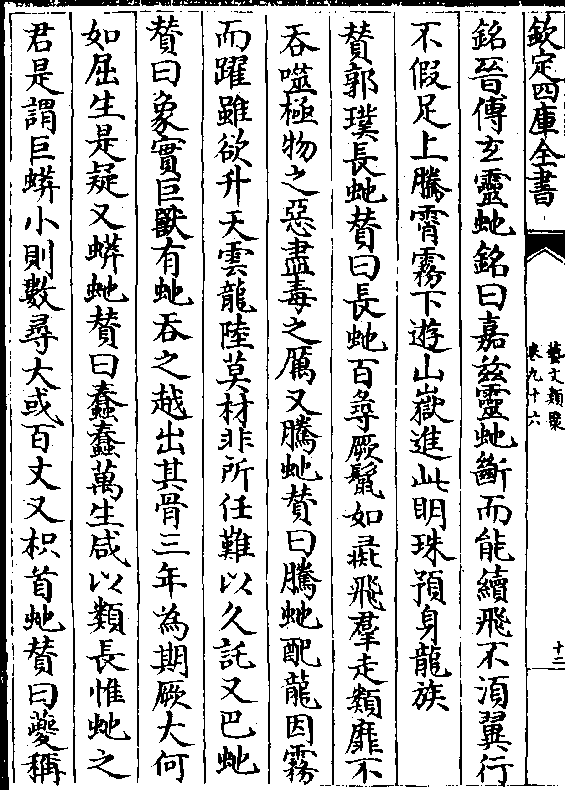 欽定四庫全書
藝文類聚
卷九十六
十二
銘晉傅玄靈虵銘曰嘉兹靈虵斷而能續飛不湏翼行
不假足上騰霄霧下遊山嶽進此明珠預身龍族
賛郭璞長虵賛曰長虵百尋厥鬛如彘飛羣走類靡不
吞噬極物之惡盡毒之厲又騰虵賛曰騰虵配龍因霧
而躍雖欲升天雲龍陸莫材非所任難以久託又巴虵
賛曰象實巨獸有虵吞之越出其骨三年為期厥大何
如屈生是疑又蟒虵賛曰蠢蠢萬生咸以類長惟虵之
君是謂巨蟒小則數尋大或百丈又枳首虵賛曰夔稱